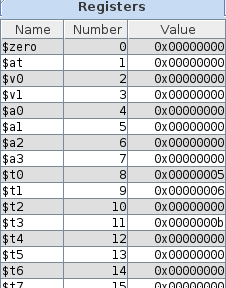 Registers
Name Number Value
$zero 0 0x00000000
$at 1 0x00000000
$v0 2 0x00000000
$v1 3 0x00000000
$a0 4 0x00000000
$a1 5 0x00000000
$a2 6 0x00000000
$a3 7 0x00000000
$t0 8 0x00000005
$t1 9 0x00000006
$t2 10 0x00000000
$t3 11 0x0000000b
$t4 12 0x00000000
$t5 13 0x00000000
$t6 14 0x00000000
$t7 15 0x00000000